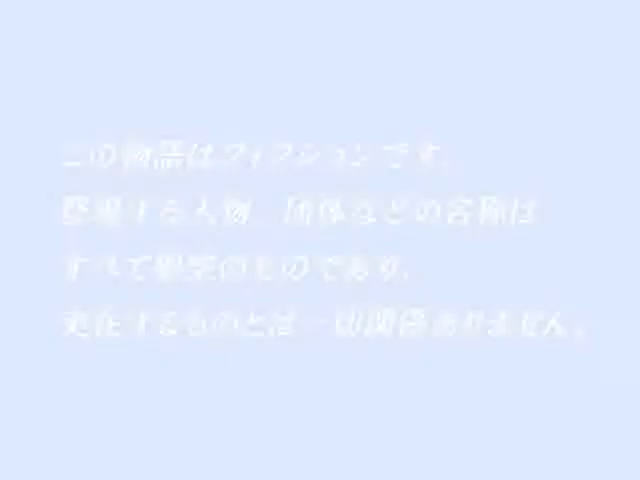 この物語はフィクションです。
登場する人物、団体などの名称は
すべて架空のものであり、
実在するものとは一切関係ありません。